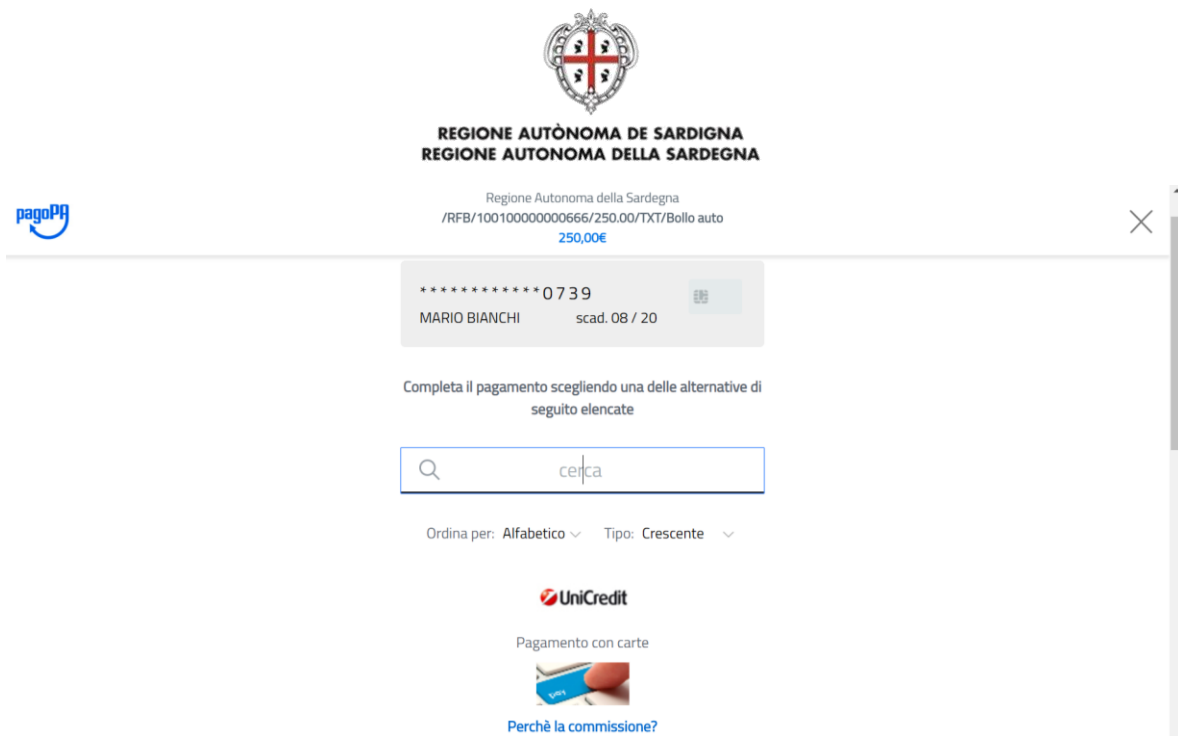 REGIONE AUTÒNOMA DE SARDIGNA
REGIONE AUTONOMA DELLA SARDEGNA
pagoPA
Regione Autonoma della Sardegna
/RFB/100100000000666/250.00/TXT/Bollo auto
250,00€
************0739
MARIO BIANCHI scad. 08 / 20
Completa il pagamento scegliendo una delle alternative di
seguito elencate
cerca
Ordina per: Alfabetico Tipo: Crescente
UniCredit
Pagamento con carte
pay
Perchè la commissione?